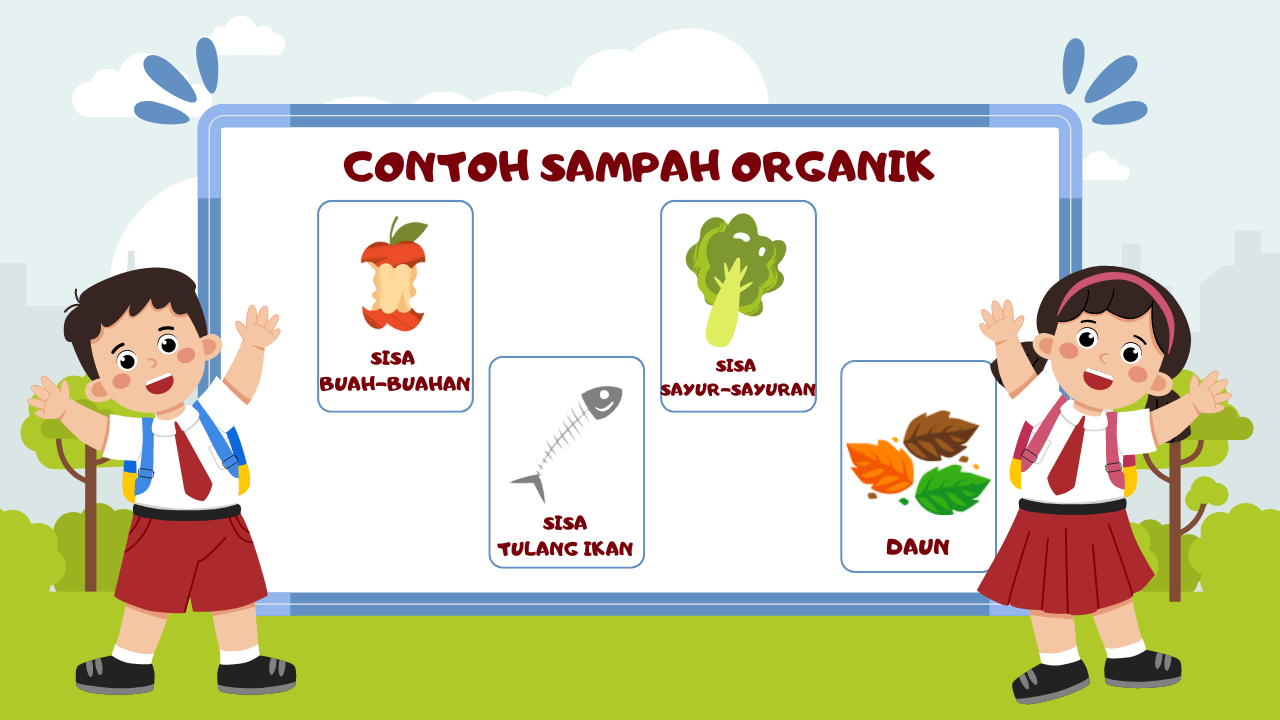 CONTOH SAMPAH ORGANIK
SISA
BUAH-BUAHAN
SISA
TULANG IKAN
SISA
SAYUR-SAYURAN
DAUN